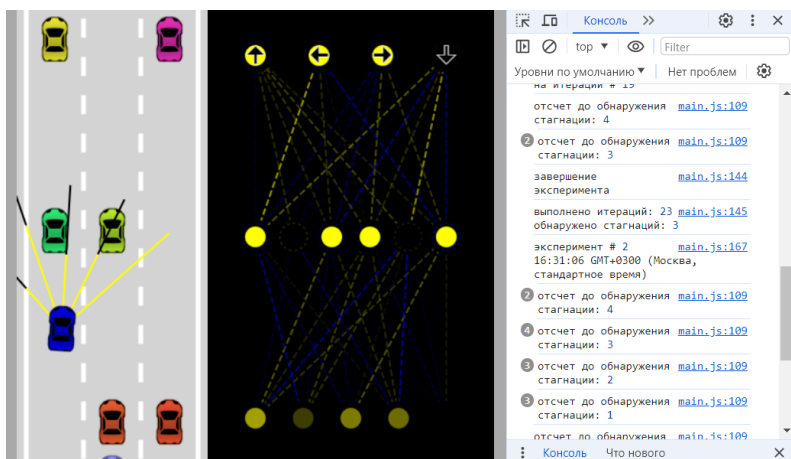 Консоль
top
Filter
Уровни по умолчанию
Нет проблем
на итерации # 19
отсчет до обнаружения main.js:109
стагнации: 4
2 отсчет до обнаружения main.js:109
стагнации: 3
завершение main.js:144
эксперимента
выполнено итераций: 23 main.js:145
обнаружено стагнаций: 3
эксперимент # 2 main.js:167
16:31:06 GMT+0300 (Москва,
стандартное время)
2 отсчет до обнаружения main.js:109
стагнации: 4
4 отсчет до обнаружения main.js:109
стагнации: 3
3 отсчет до обнаружения main.js:109
стагнации: 2
3 отсчет до обнаружения main.js:109
стагнации: 1
отсчет до обнаружения main.js:109
Консоль
Что нового